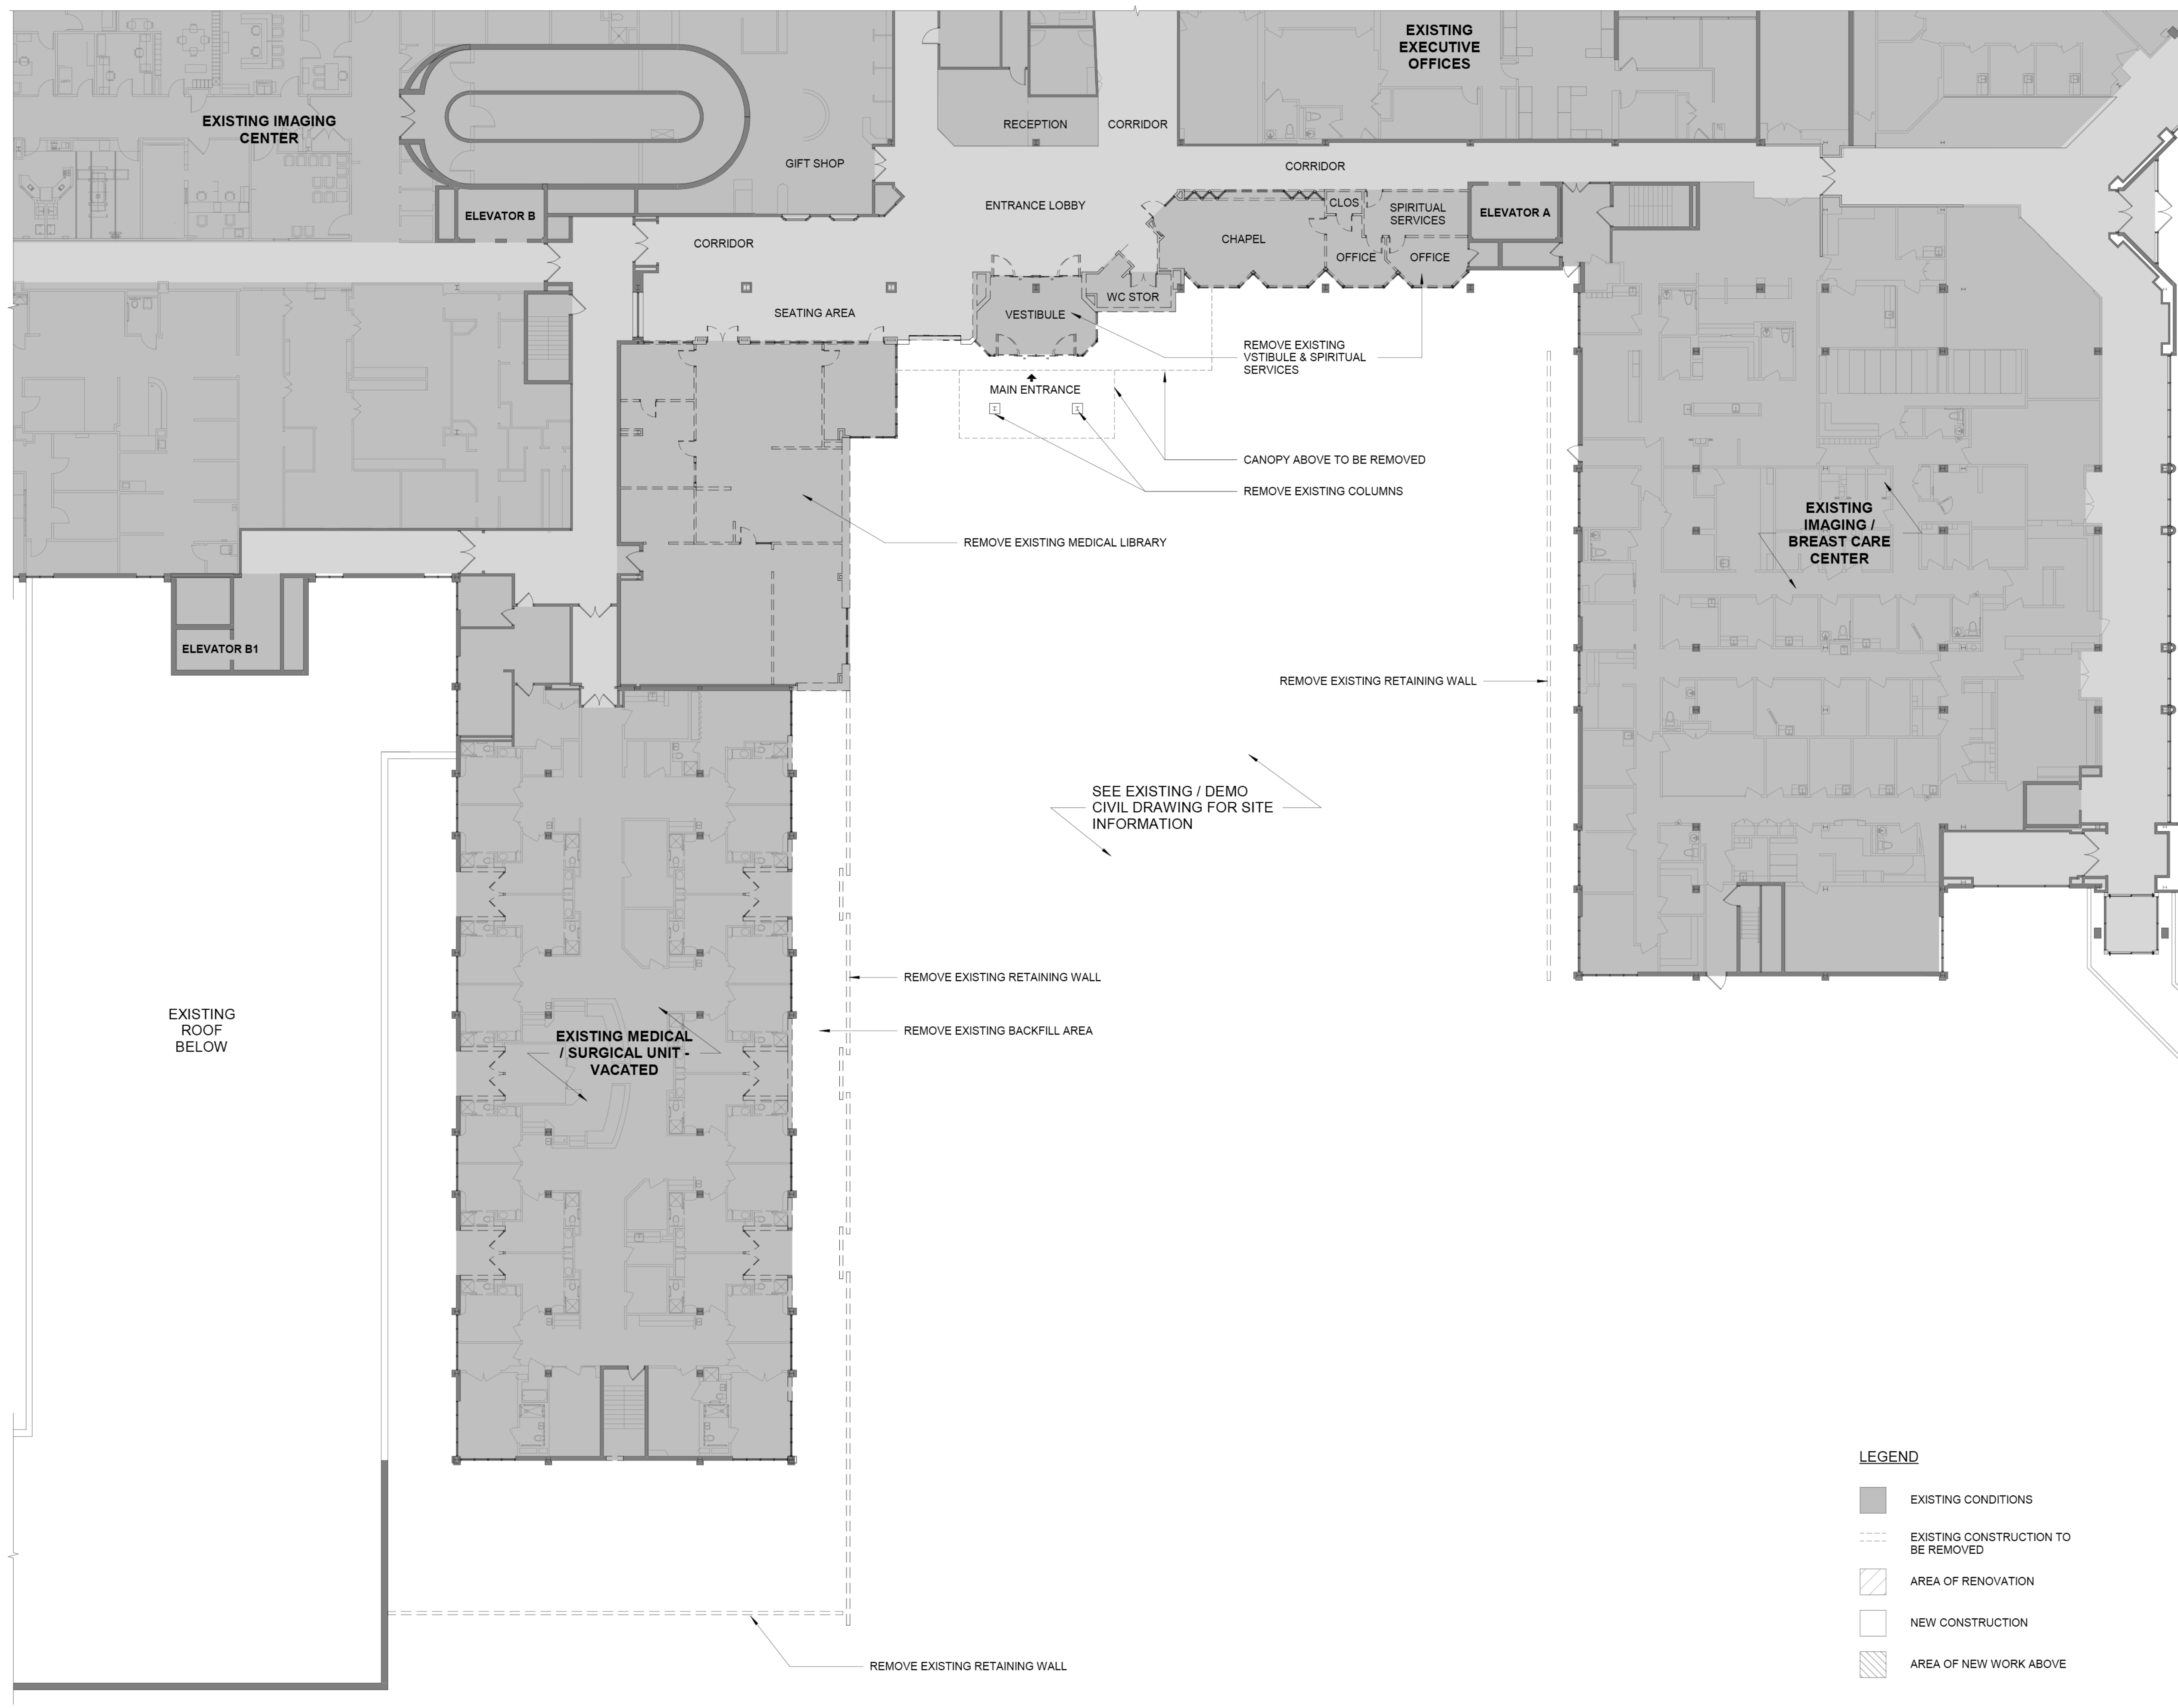 EXISTING
EXECUTIVE
OFFICES
EXISTING IMAGING
CENTER
RECEPTION
CORRIDOR
GIFT SHOP
CORRIDOR
ELEVATOR B
ENTRANCE LOBBY
CLOS
SPIRITUAL
SERVICES
ELEVATOR A
CORRIDOR
CHAPEL
OFFICE
OFFICE
WC STOR
SEATING AREA
VESTIBULE
REMOVE EXISTING
VSTIBULE & SPIRITUAL
SERVICES
MAIN ENTRANCE
CANOPY ABOVE TO BE REMOVED
REMOVE EXISTING COLUMNS
REMOVE EXISTING MEDICAL LIBRARY
EXISTING
IMAGING /
BREAST CARE
CENTER
ELEVATOR B1
REMOVE EXISTING RETAINING WALL
SEE EXISTING / DEMO
CIVIL DRAWING FOR SITE
INFORMATION
REMOVE EXISTING RETAINING WALL
EXISTING
ROOF
BELOW
REMOVE EXISTING BACKFILL AREA
EXISTING MEDICAL
/ SURGICAL UNIT -
VACATED
LEGEND
EXISTING CONDITIONS
EXISTING CONSTRUCTION TO
BE REMOVED
AREA OF RENOVATION
NEW CONSTRUCTION
AREA OF NEW WORK ABOVE
REMOVE EXISTING RETAINING WALL